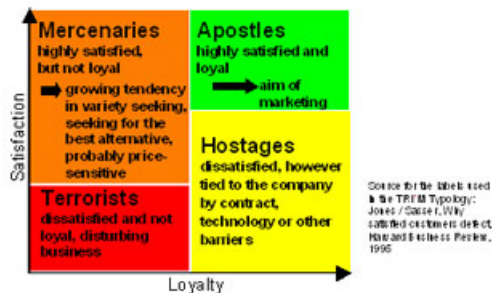 Mercenaries
highly satisfied,
but not loyal
growing tendency
in variety seeking,
seeking for the
best alternative,
probably price-
sensitive
Apostles
highly satisfied and
loyal
aim of
marketing
Hostages
dissatisfied, however
tied to the company
by contract,
technology or other
barriers
Terrorists
dissatisfied and not
loyal, disturbing
business
Satisfaction
Loyalty
Source for the labels used
in the TRI:M Typology:
Jones / Sasser, Why
satisfied customers defect,
Harvard Business Review,
1995